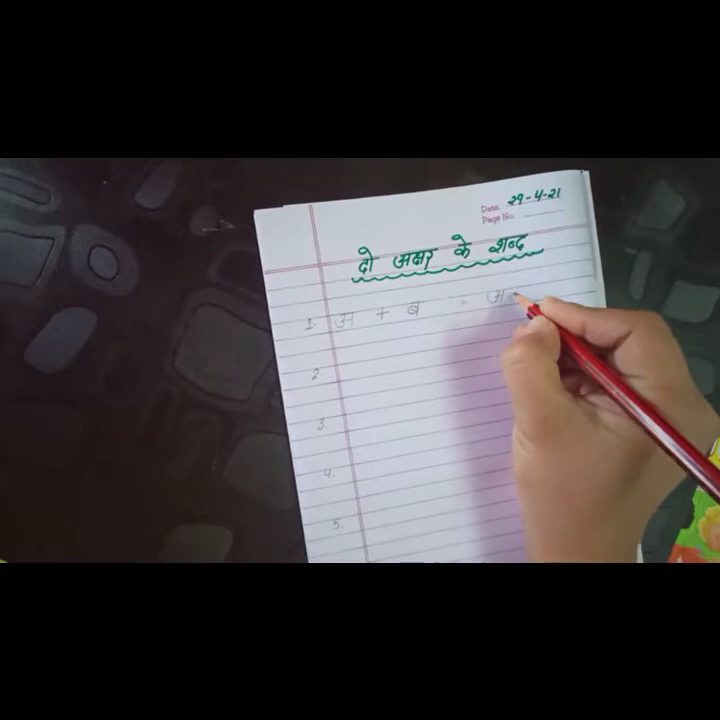 Date. 29-4-21
Page No.
दो अक्षर के शब्द
1. अ + ब = अ
2
3.
4.
5.